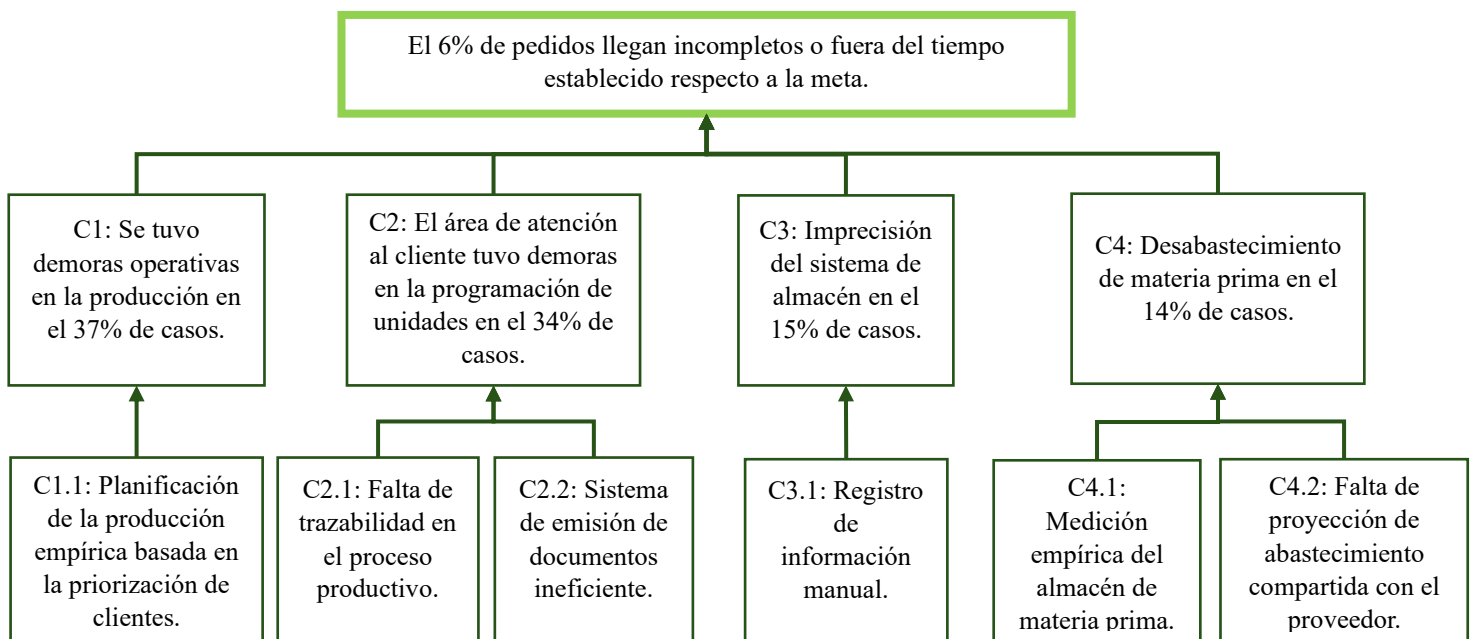 El 6% de pedidos llegan incompletos o fuera del tiempo
establecido respecto a la meta.
C1: Se tuvo
demoras operativas
en la producción en
el 37% de casos.
C2: El área de atención
al cliente tuvo demoras
en la programación de
unidades en el 34% de
casos.
C3: Imprecisión
del sistema de
almacén en el
15% de casos.
C4: Desabastecimiento
de materia prima en el
14% de casos.
C1.1: Planificación
de la producción
empírica basada en
la priorización de
clientes.
C2.1: Falta de
trazabilidad en
el proceso
productivo.
C2.2: Sistema
de emisión de
documentos
ineficiente.
C3.1: Registro
de
información
manual.
C4.1:
Medición
empírica del
almacén de
materia prima.
C4.2: Falta de
proyección de
abastecimiento
compartida con el
proveedor.